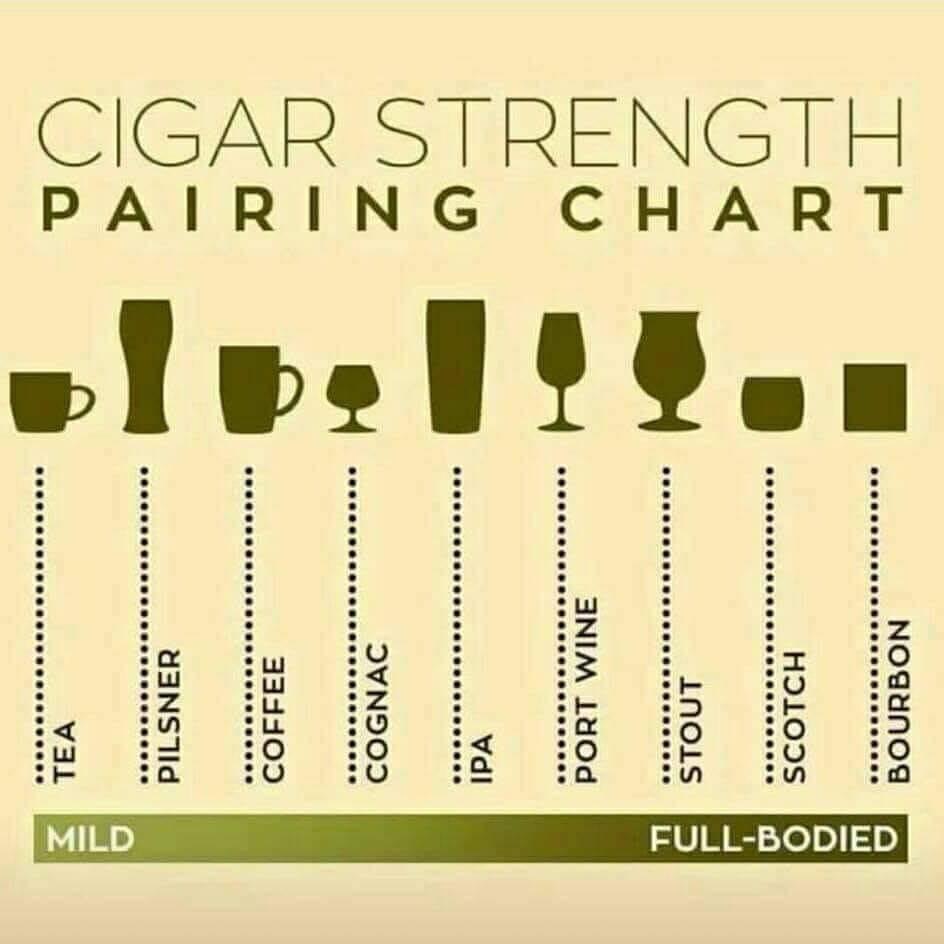 CIGAR STRENGTH
PAIRING CHART
TEA
PILSNER
COFFEE
COGNAC
IPA
PORT WINE
STOUT
SCOTCH
BOURBON
MILD
FULL-BODIED